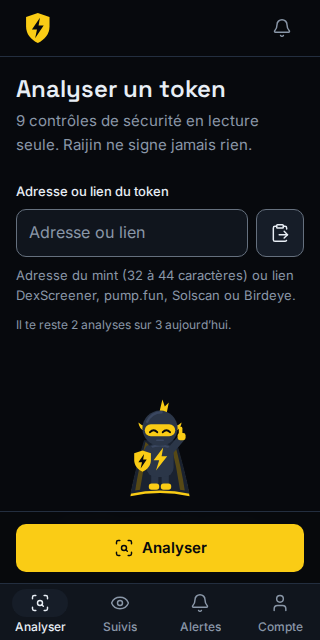 Analyser un token
9 contrôles de sécurité en lecture
seule. Raijin ne signe jamais rien.
Adresse ou lien du token
Adresse ou lien
Adresse du mint (32 à 44 caractères) ou lien
DexScreener, pump.fun, Solscan ou Birdeye.
Il te reste 2 analyses sur 3 aujourd'hui.
Analyser
Analyser Suivis Alertes Compte